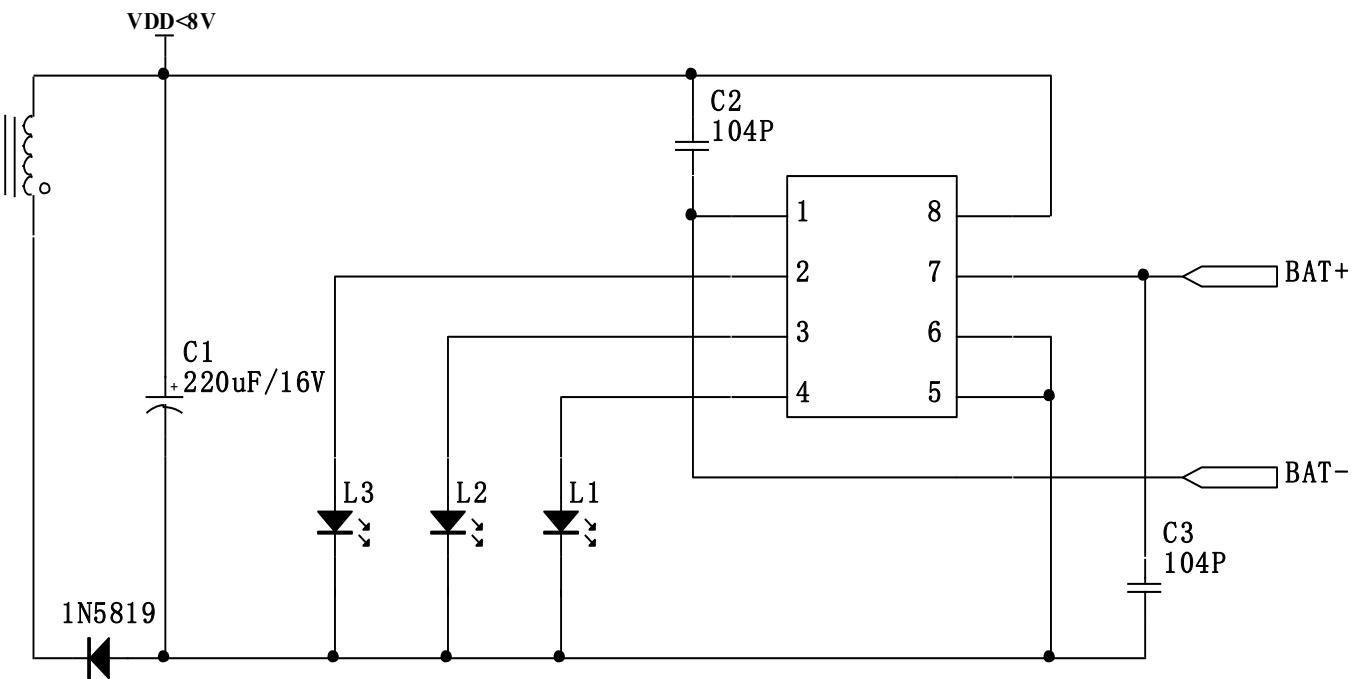 VDD<8V
C2
104P
1
8
2
7
BAT+
3
6
C1
+
220uF/16V
4
5
BAT-
L3
L2
L1
C3
104P
1N5819